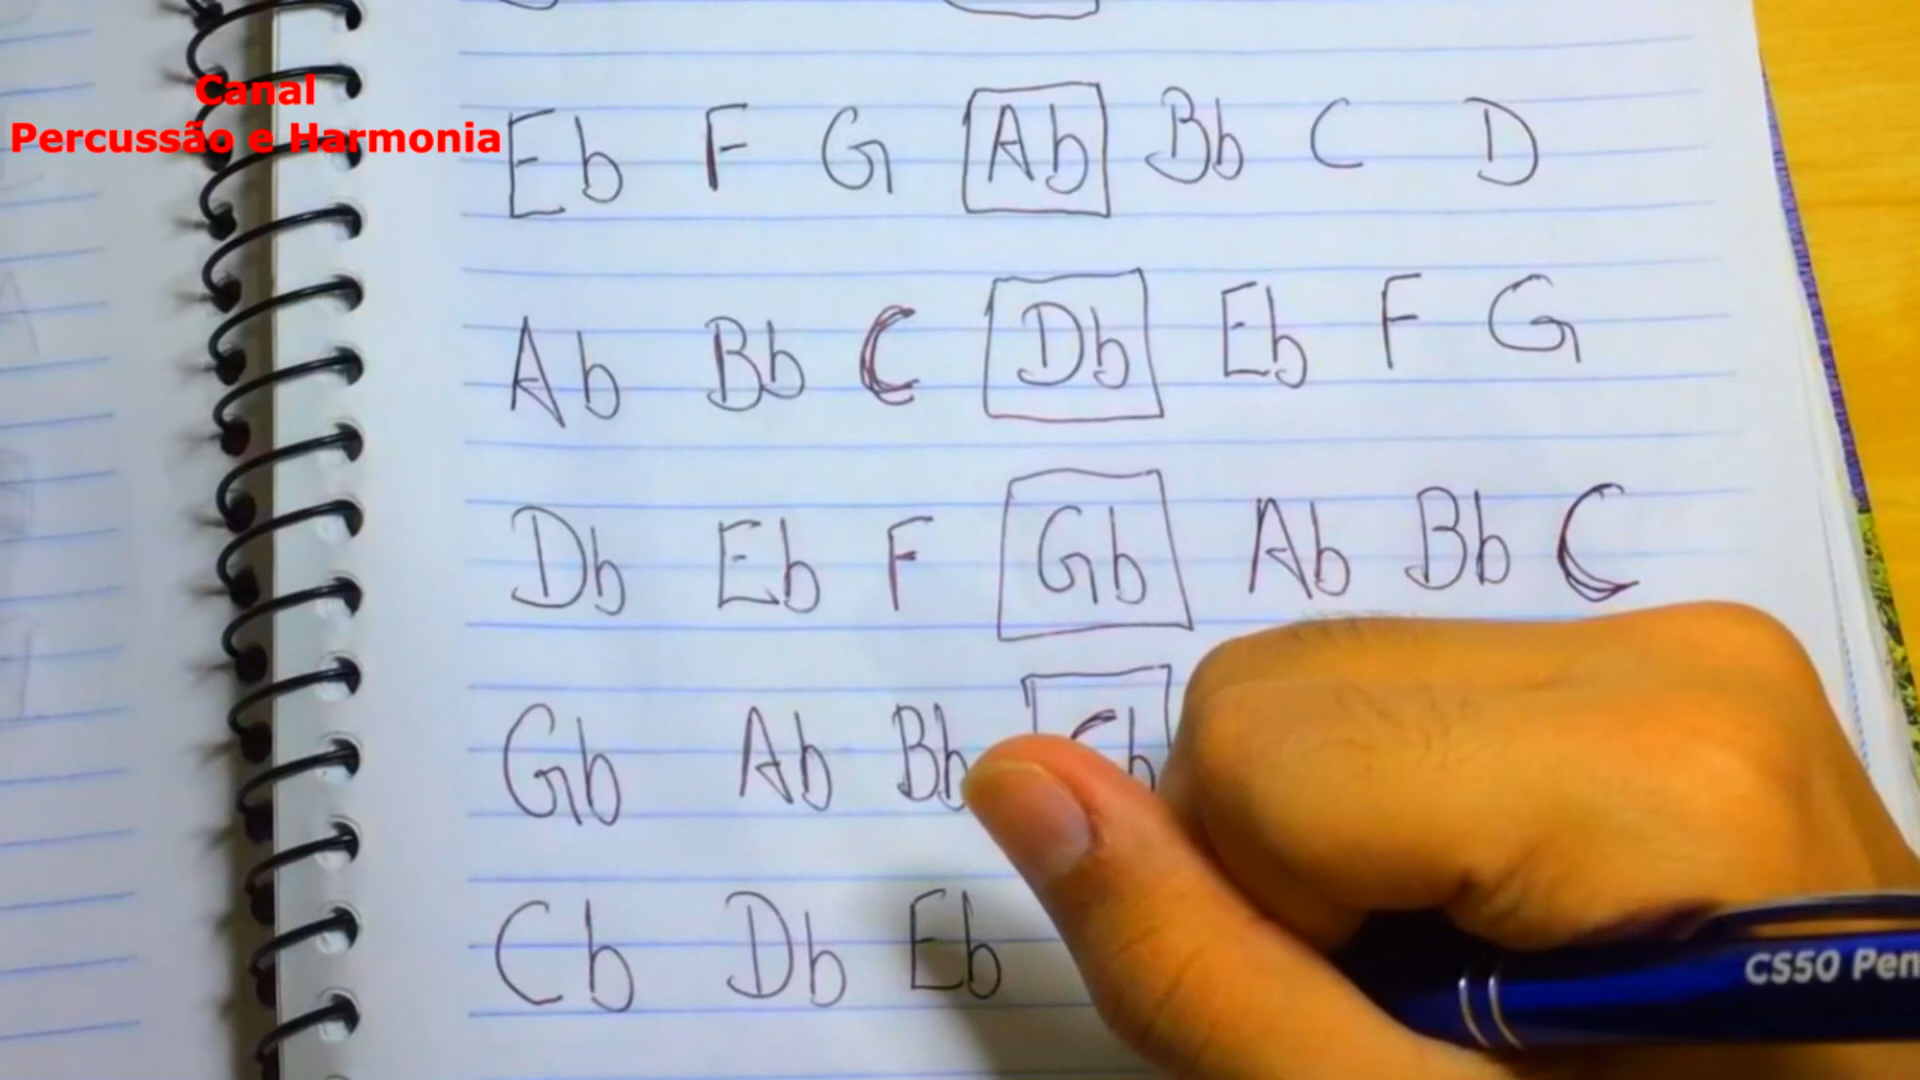 Canal
Percussão e Harmonia
Eb F G Ab Bb C D
Ab Bb C Db Eb F G
Db Eb F Gb Ab Bb C
Gb Ab Bb Cb
Cb Db Eb
CS50 Pen